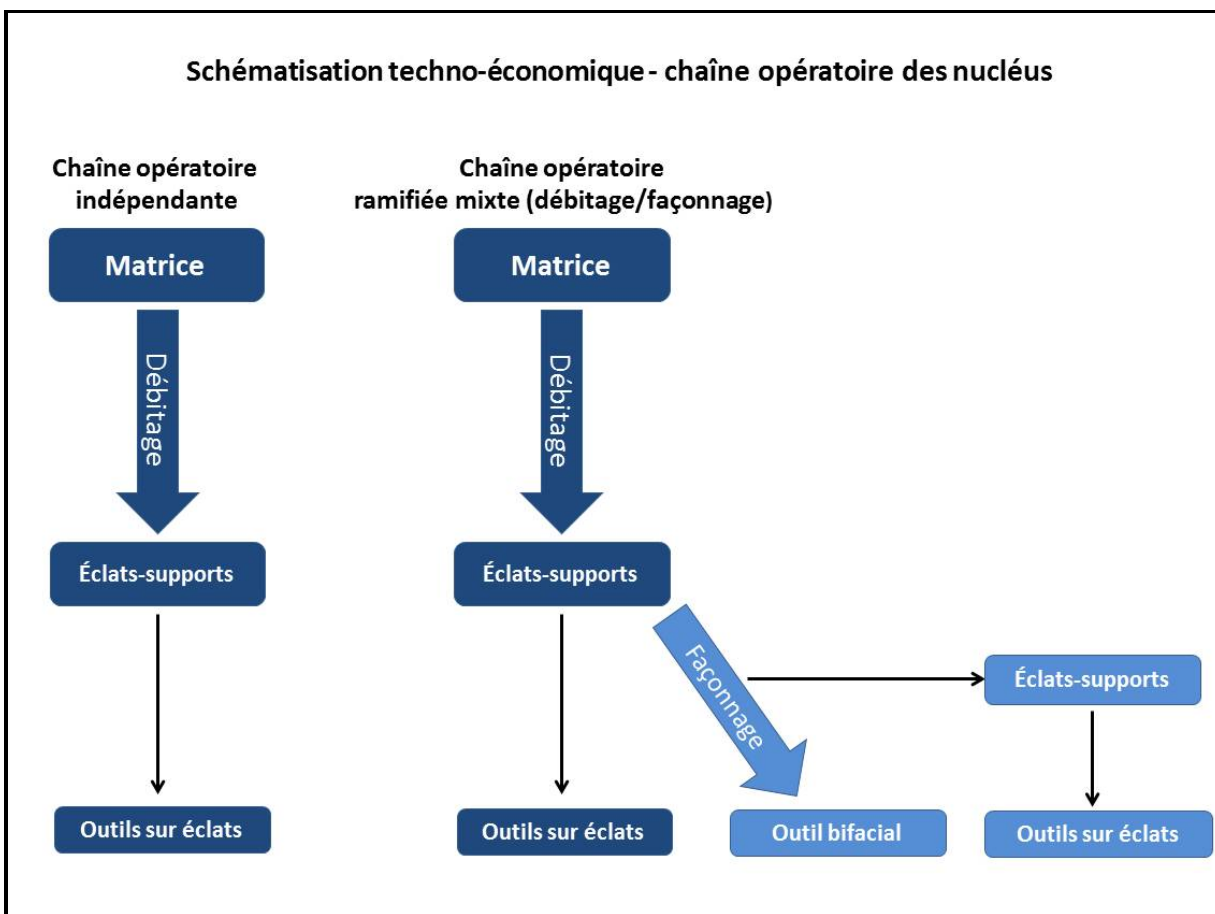 Schématisation techno-économique - chaîne opératoire des nucléus
Chaîne opératoire
indépendante
Matrice
Débitage
Éclats-supports
Outils sur éclats
Chaîne opératoire
ramifiée mixte (débitage/façonnage)
Matrice
Débitage
Éclats-supports
Outils sur éclats
Façonnage
Outil bifacial
Éclats-supports
Outils sur éclats